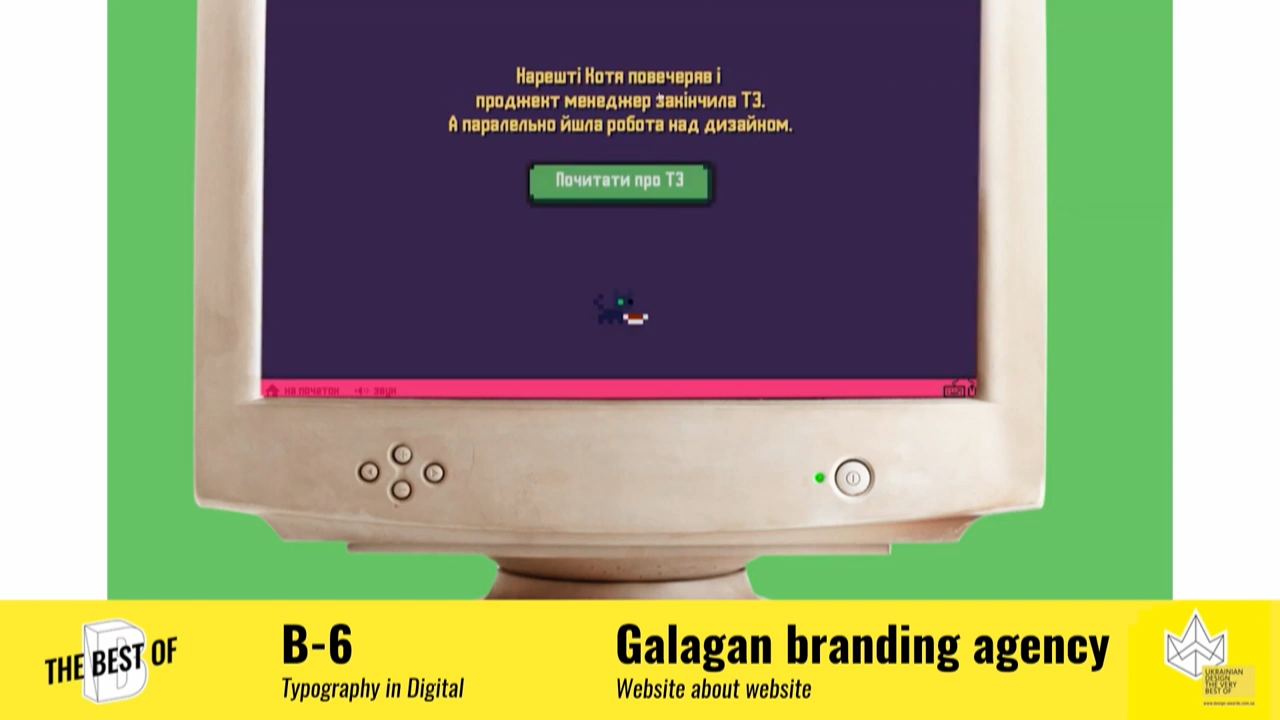 Нарешті Котя повечеряв і
проджент менеджер закінчила ТЗ.
А паралельно йшла робота над дизайном.
Почитати про ТЗ
на початок звук
THE BEST OF
B-6
Typography in Digital
Galagan branding agency
Website about website
UKRAINIAN
DESIGN
THE VERY
BEST OF